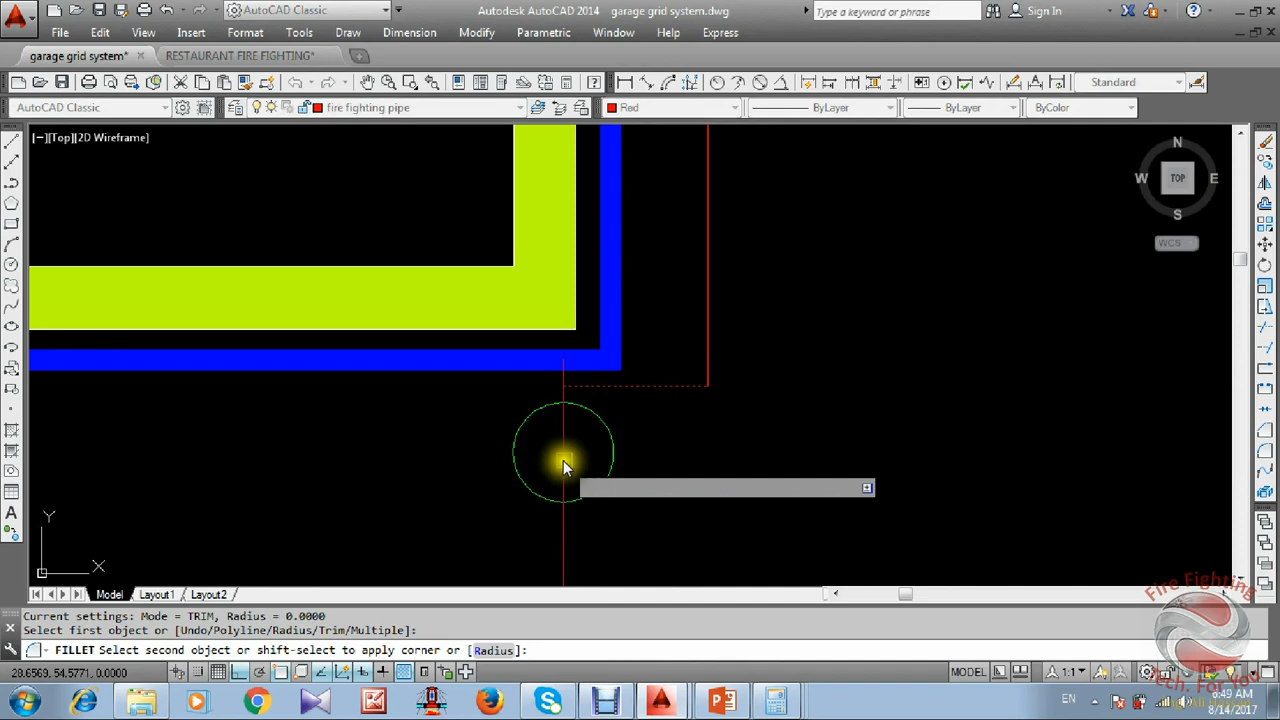 AutoCAD Classic
Autodesk AutoCAD 2014 garage grid system.dwg
Type a keyword or phrase
Sign In
File Edit View Insert Format Tools Draw Dimension Modify Parametric Window Help Express
garage grid system*
RESTAURANT FIRE FIGHTING*
Standard
AutoCAD Classic
fire fighting pipe
Red
ByLayer
ByLayer
ByColor
[−][Top][2D Wireframe]
N
W TOP E
S
WCS
Y
X
Model Layout1 Layout2
Current settings: Mode = TRIM, Radius = 0.0000
Select first object or [Undo/Polyline/Radius/Trim/Multiple]:
FILLET Select second object or shift-select to apply corner or [Radius]:
28.6569, 54.5771, 0.0000
MODEL
1:1
Fire Fighting
Tech. For You
EN
6:49 AM
8/14/2017